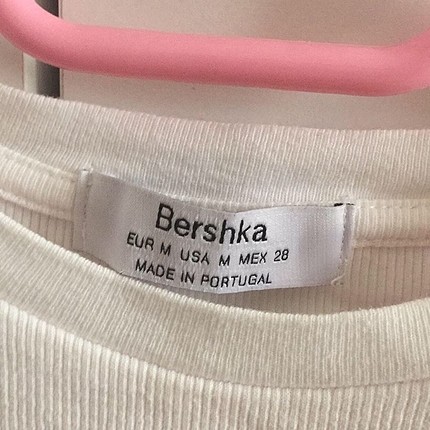 Bershka
EUR M USA M MEX 28
MADE IN PORTUGAL